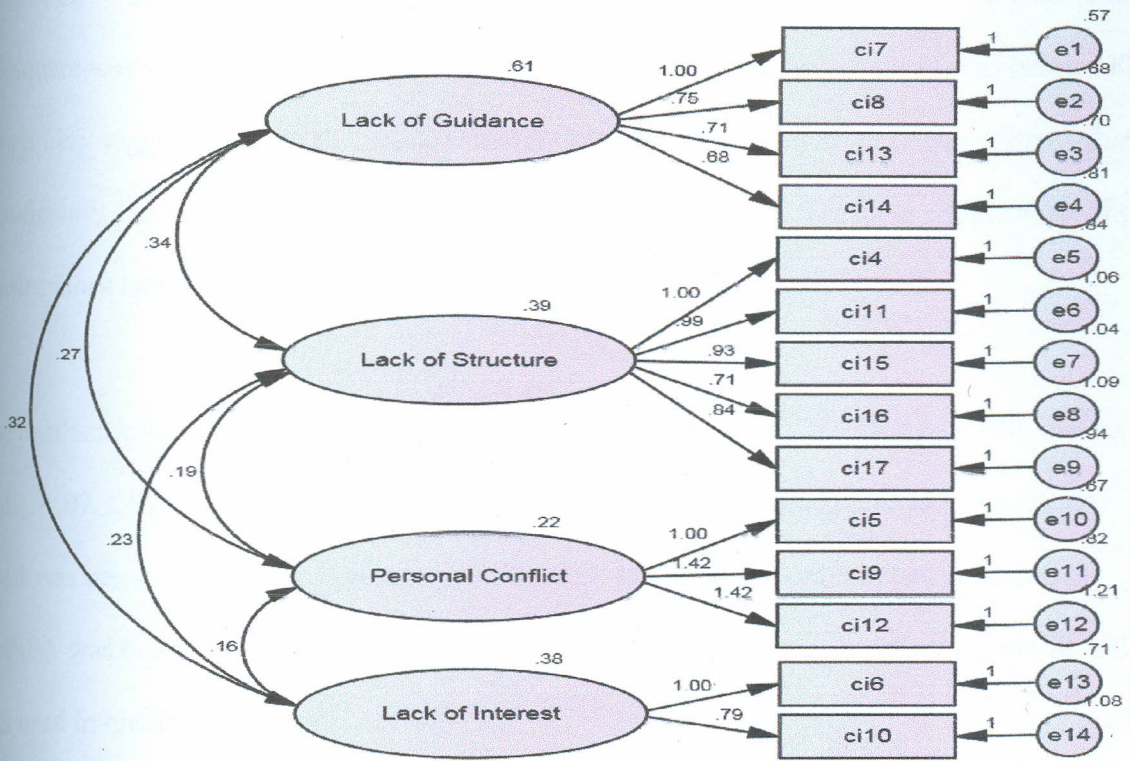 .57
ci7 1 e1
.61 1.00 .68
.75 ci8 1 e2
Lack of Guidance .70
.71 ci13 1 e3
.68 .81
ci14 1 e4
.84
.34 ci4 1 e5
1.00 1.06
.39 .99 ci11 1 e6
1.04
.27 Lack of Structure .93 ci15 1 e7
.71 1.09
.32 .84 ci16 1 e8
.94
.19 ci17 1 e9
.67
.22 1.00 ci5 1 e10
.23 .82
Personal Conflict 1.42 ci9 1 e11
1.42 1.21
ci12 1 e12
.16 .71
.38 1.00 ci6 1 e13
1.08
Lack of Interest .79 ci10 1 e14